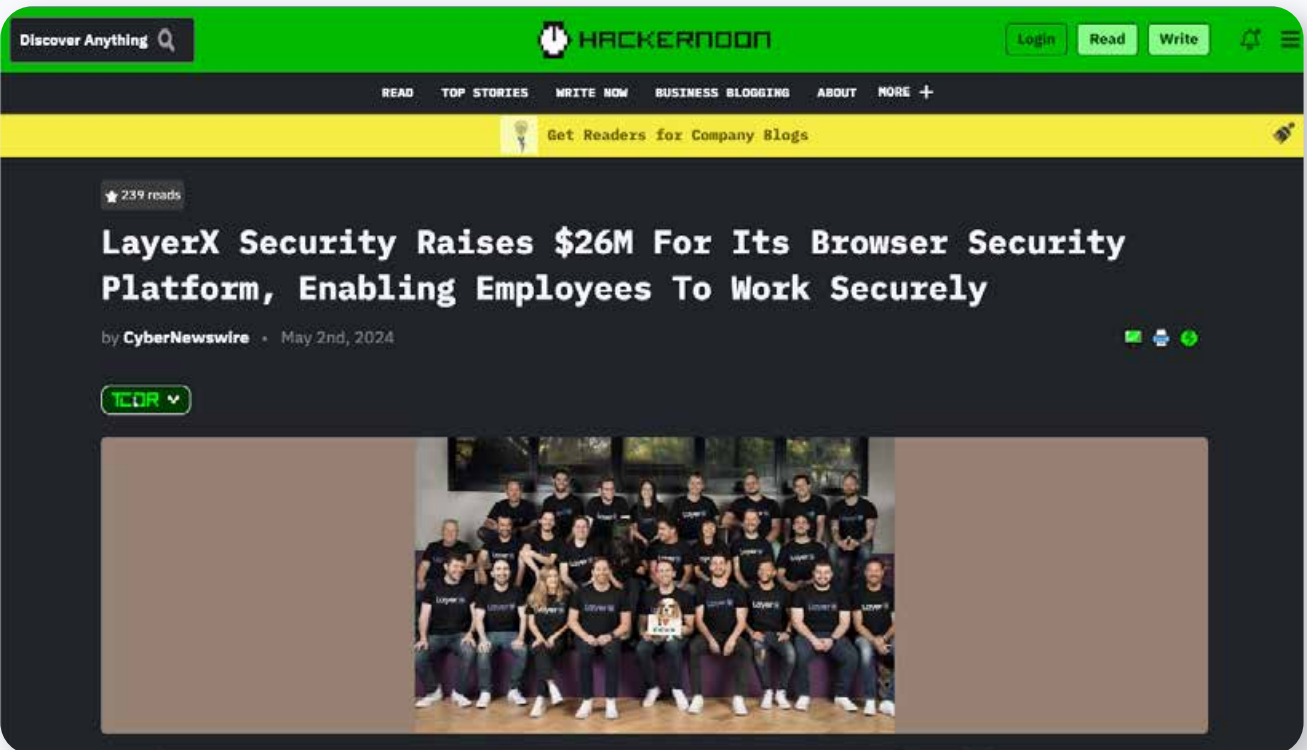 Discover Anything
HACKERNOON
Login
Read
Write
READ
TOP STORIES
WRITE NOW
BUSINESS BLOGGING
ABOUT
MORE +
Get Readers for Company Blogs
239 reads
LayerX Security Raises $26M For Its Browser Security
Platform, Enabling Employees To Work Securely
by CyberNewswire • May 2nd, 2024